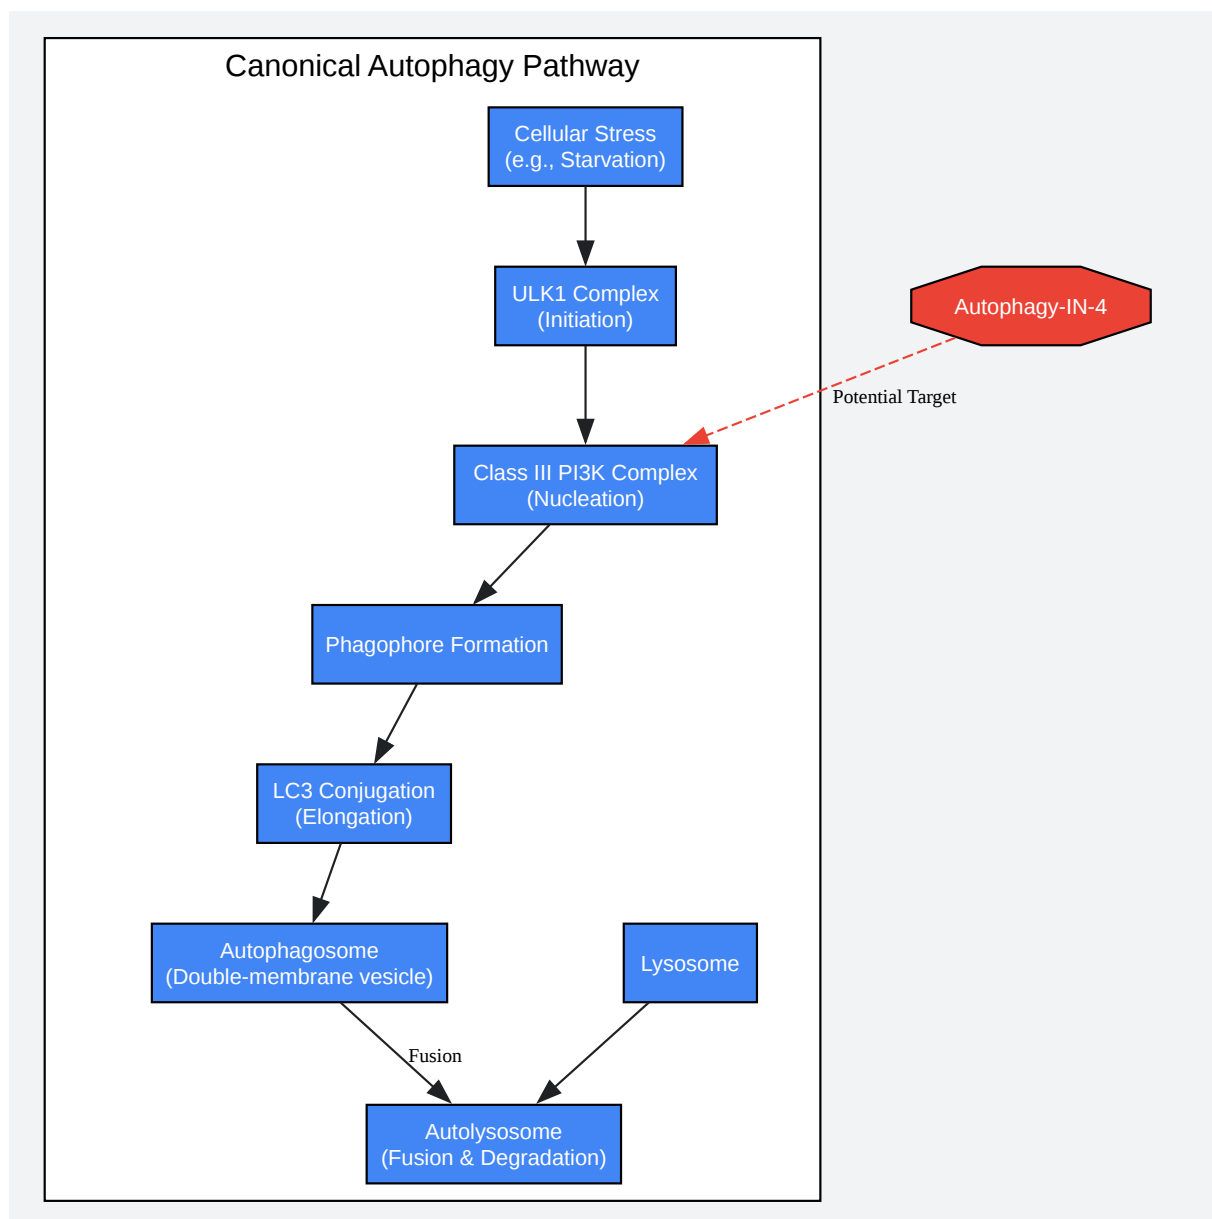 Canonical Autophagy Pathway
Cellular Stress
(e.g., Starvation)
ULK1 Complex
(Initiation)
Autophagy-IN-4
Potential Target
Class III PI3K Complex
(Nucleation)
Phagophore Formation
LC3 Conjugation
(Elongation)
Autophagosome
(Double-membrane vesicle)
Lysosome
Fusion
Autolysosome
(Fusion & Degradation)